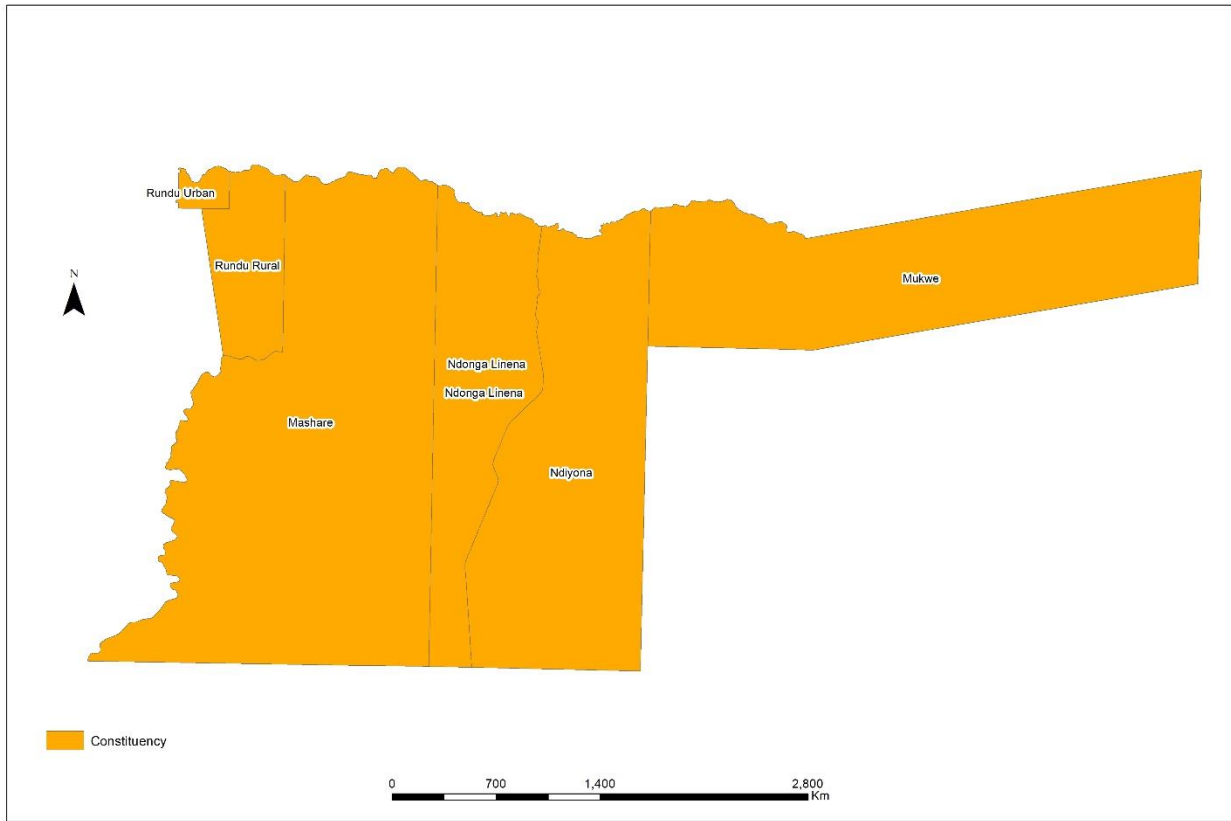 Rundu Urban
Rundu Rural
N
Mukwe
Ndonga Linena
Ndonga Linena
Mashare
Ndiyona
Constituency
0 700 1,400 2,800
Km